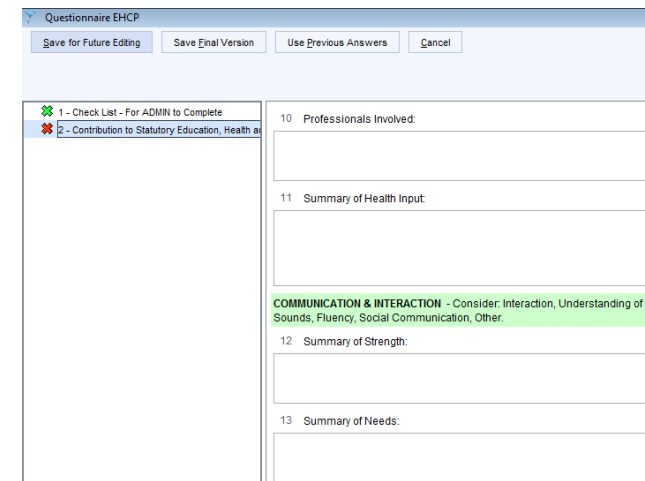 Questionnaire EHCP
Save for Future Editing Save Final Version Use Previous Answers Cancel
1 - Check List - For ADMIN to Complete
2 - Contribution to Statutory Education, Health a
10 Professionals Involved:
11 Summary of Health Input:
COMMUNICATION & INTERACTION - Consider: Interaction, Understanding of
Sounds, Fluency, Social Communication, Other.
12 Summary of Strength:
13 Summary of Needs: